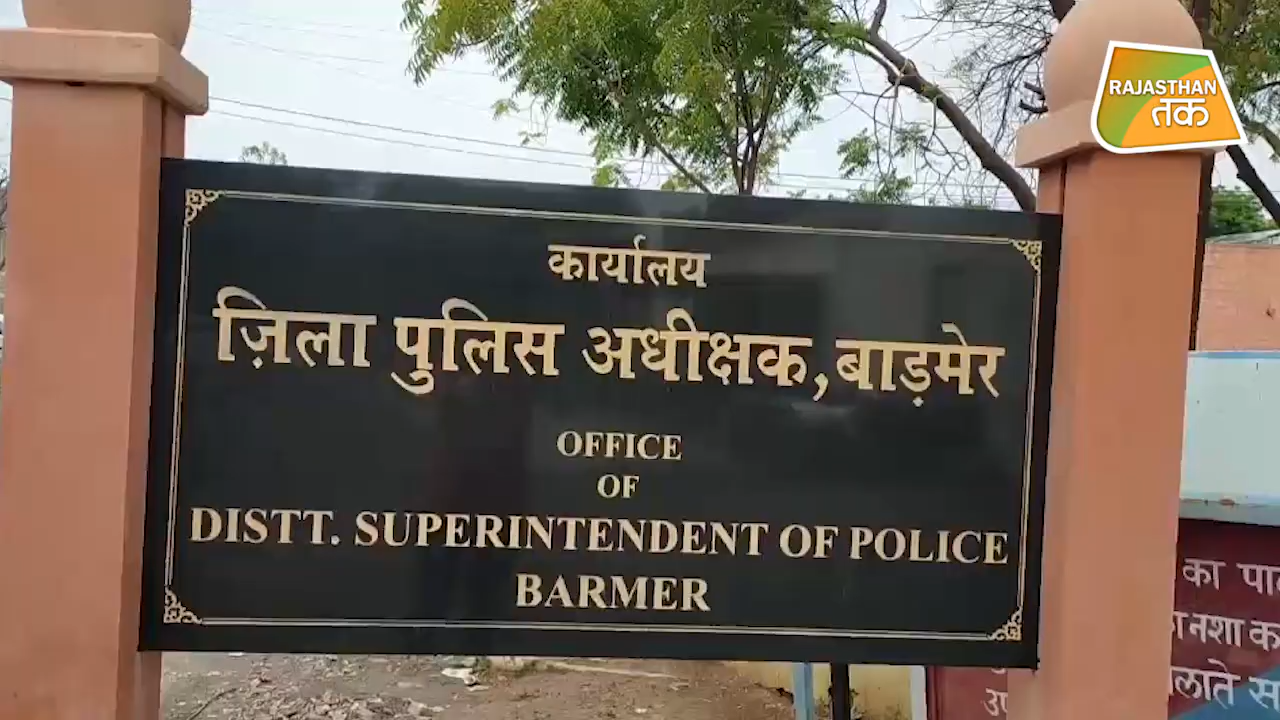 RAJASTHAN
तक
कार्यालय
ज़िला पुलिस अधीक्षक, बाड़मेर
OFFICE
OF
DISTT. SUPERINTENDENT OF POLICE
BARMER
का
नशा
लाते